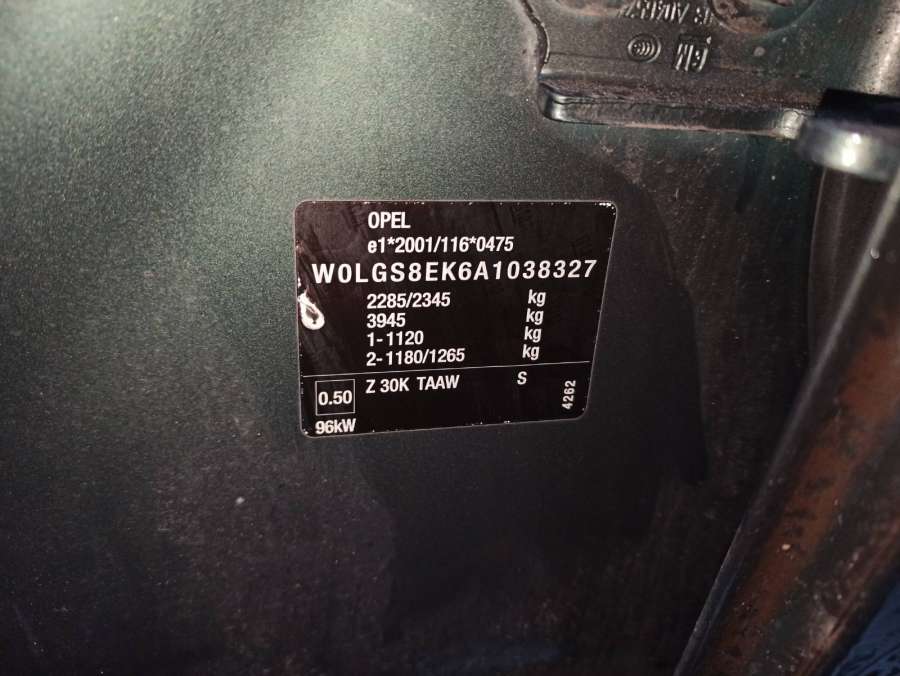 GM
OPEL
e1*2001/116*0475
W0LGS8EK6A1038327
2285/2345 kg
3945 kg
1-1120 kg
2-1180/1265 kg
0.50 Z 30K TAAW S
96kW
4262